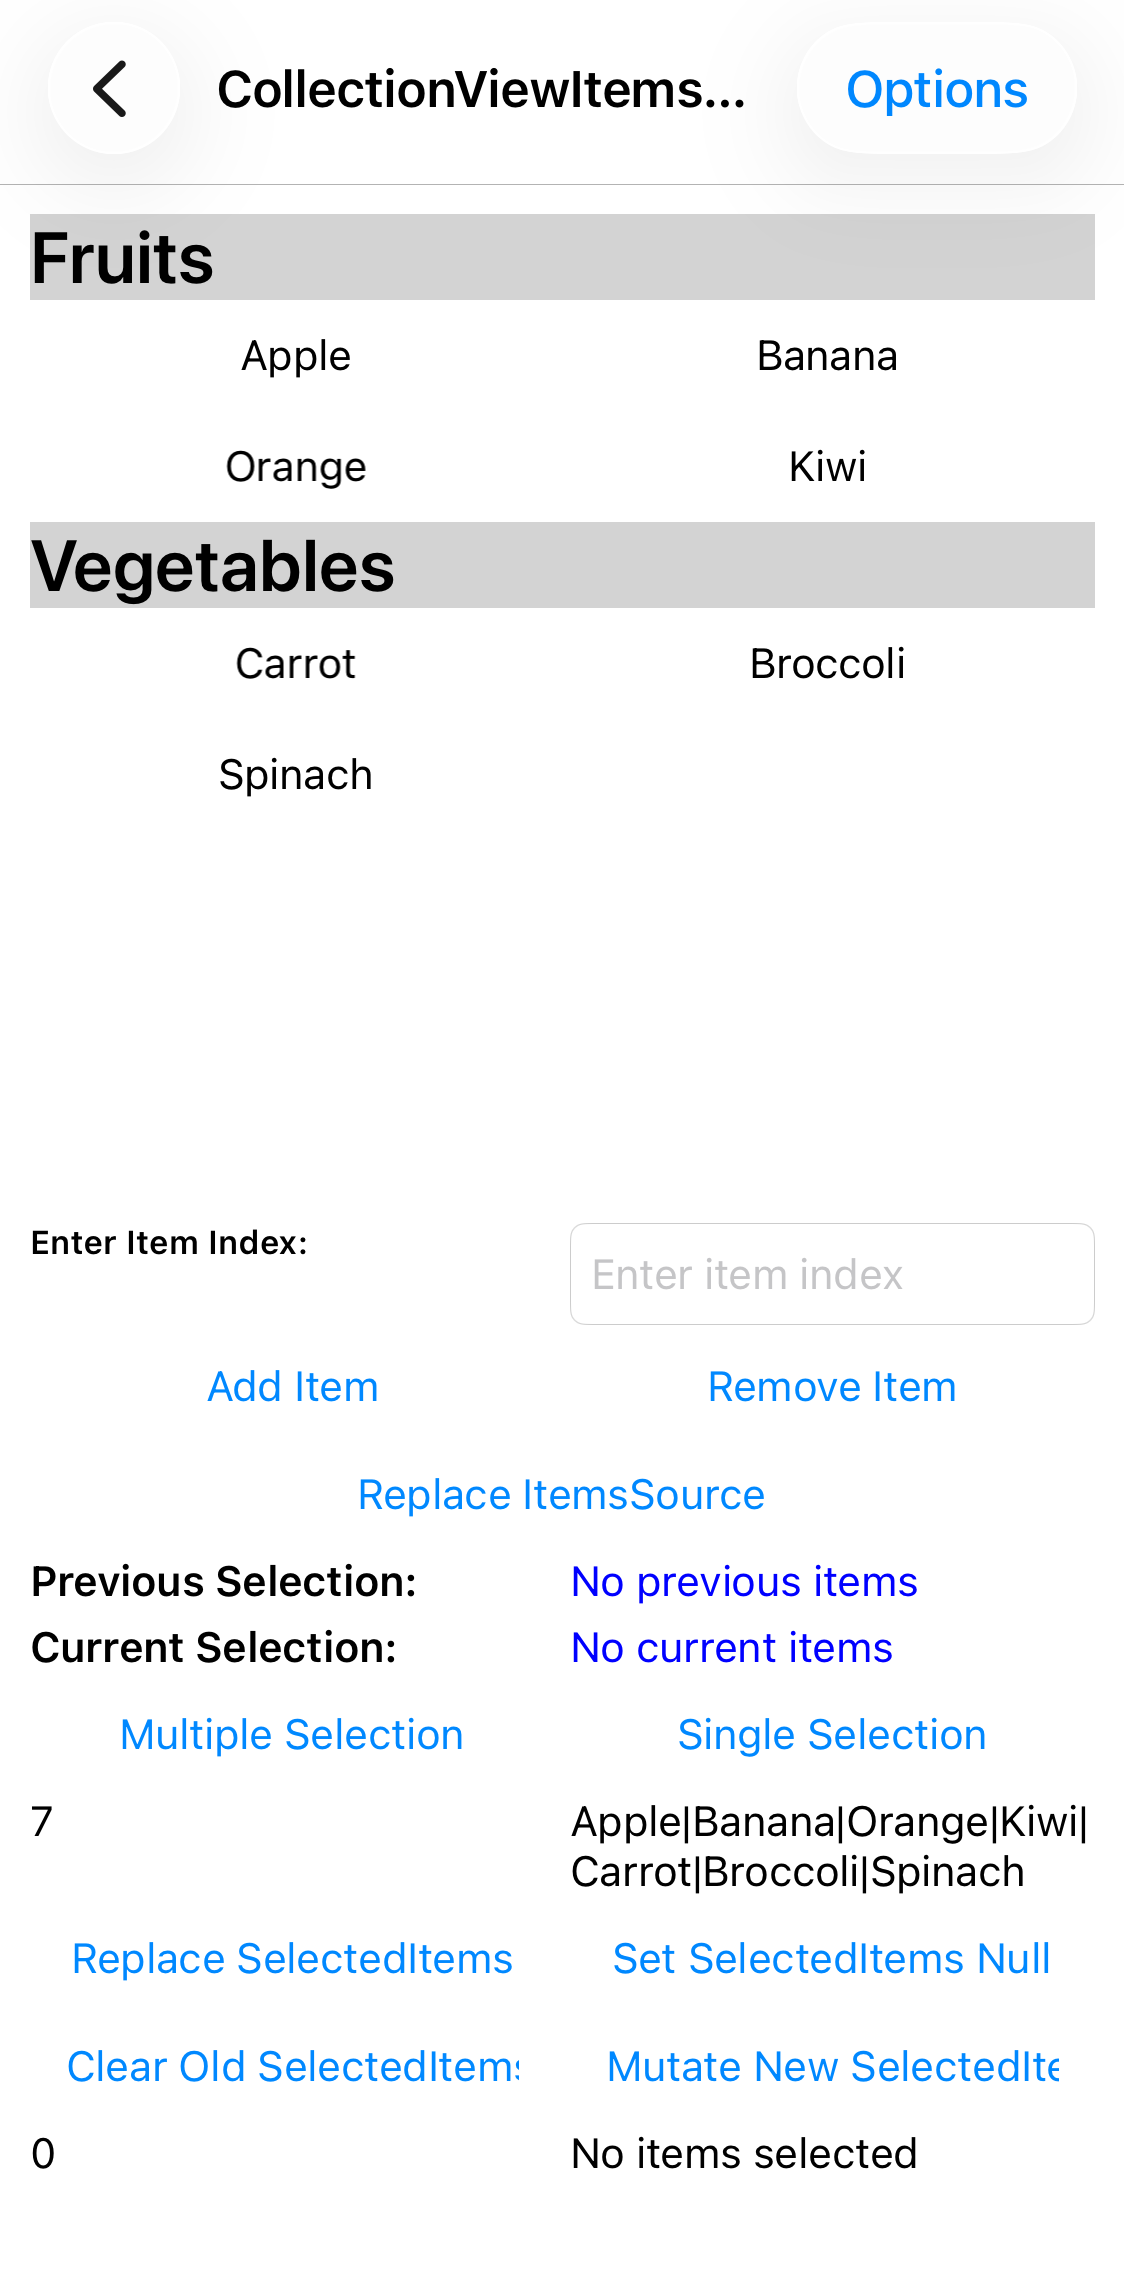 CollectionViewItems...
Options
Fruits
Apple
Banana
Orange
Kiwi
Vegetables
Carrot
Broccoli
Spinach
Enter Item Index:
Enter item index
Add Item
Remove Item
Replace ItemsSource
Previous Selection:
No previous items
Current Selection:
No current items
Multiple Selection
Single Selection
7
Apple|Banana|Orange|Kiwi|
Carrot|Broccoli|Spinach
Replace SelectedItems
Set SelectedItems Null
Clear Old SelectedItems
Mutate New SelectedIte
0
No items selected